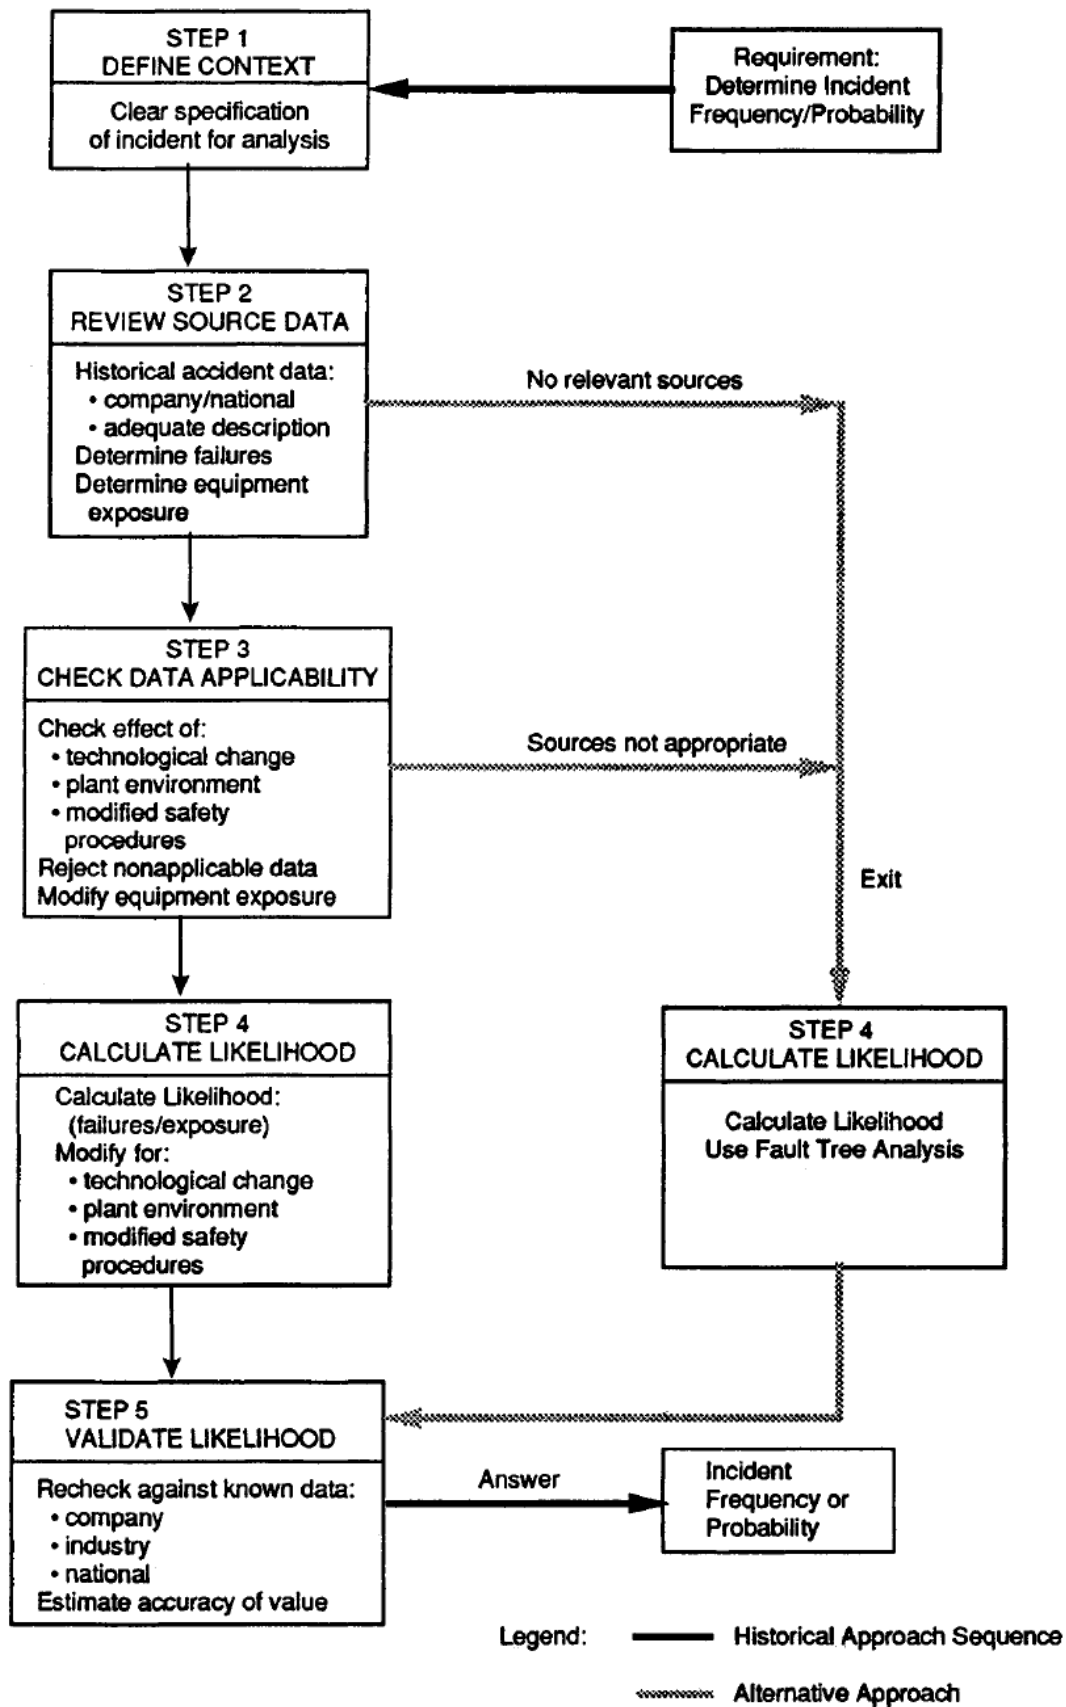 STEP 1
DEFINE CONTEXT
Clear specification
of incident for analysis
Requirement:
Determine Incident
Frequency/Probability
STEP 2
REVIEW SOURCE DATA
Historical accident data:
• company/national
• adequate description
Determine failures
Determine equipment
exposure
No relevant sources
STEP 3
CHECK DATA APPLICABILITY
Check effect of:
• technological change
• plant environment
• modified safety
procedures
Reject nonapplicable data
Modify equipment exposure
Sources not appropriate
Exit
STEP 4
CALCULATE LIKELIHOOD
Calculate Likelihood:
(failures/exposure)
Modify for:
• technological change
• plant environment
• modified safety
procedures
STEP 4
CALCULATE LIKELIHOOD
Calculate Likelihood
Use Fault Tree Analysis
STEP 5
VALIDATE LIKELIHOOD
Recheck against known data:
• company
• industry
• national
Estimate accuracy of value
Answer
Incident
Frequency or
Probability
Legend:
Historical Approach Sequence
Alternative Approach